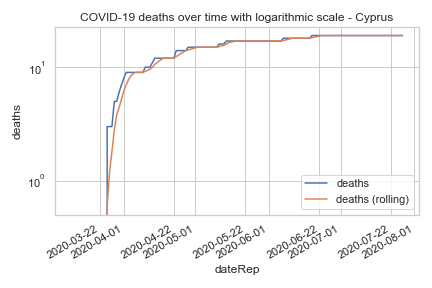 COVID-19 deaths over time with logarithmic scale - Cyprus
deaths
10¹
10⁰
deaths
deaths (rolling)
2020-03-22
2020-04-01
2020-04-22
2020-05-01
2020-05-22
2020-06-01
2020-06-22
2020-07-01
2020-07-22
2020-08-01
dateRep